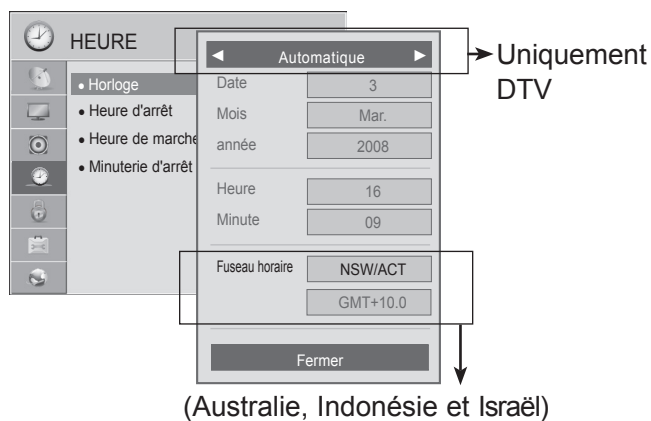 HEURE
• Horloge
• Heure d'arrêt
• Heure de marche
• Minuterie d'arrêt
◄ Automatique ►
Date 3
Mois Mar.
année 2008
Heure 16
Minute 09
Fuseau horaire NSW/ACT
GMT+10.0
Fermer
Uniquement
DTV
(Australie, Indonésie et Israël)